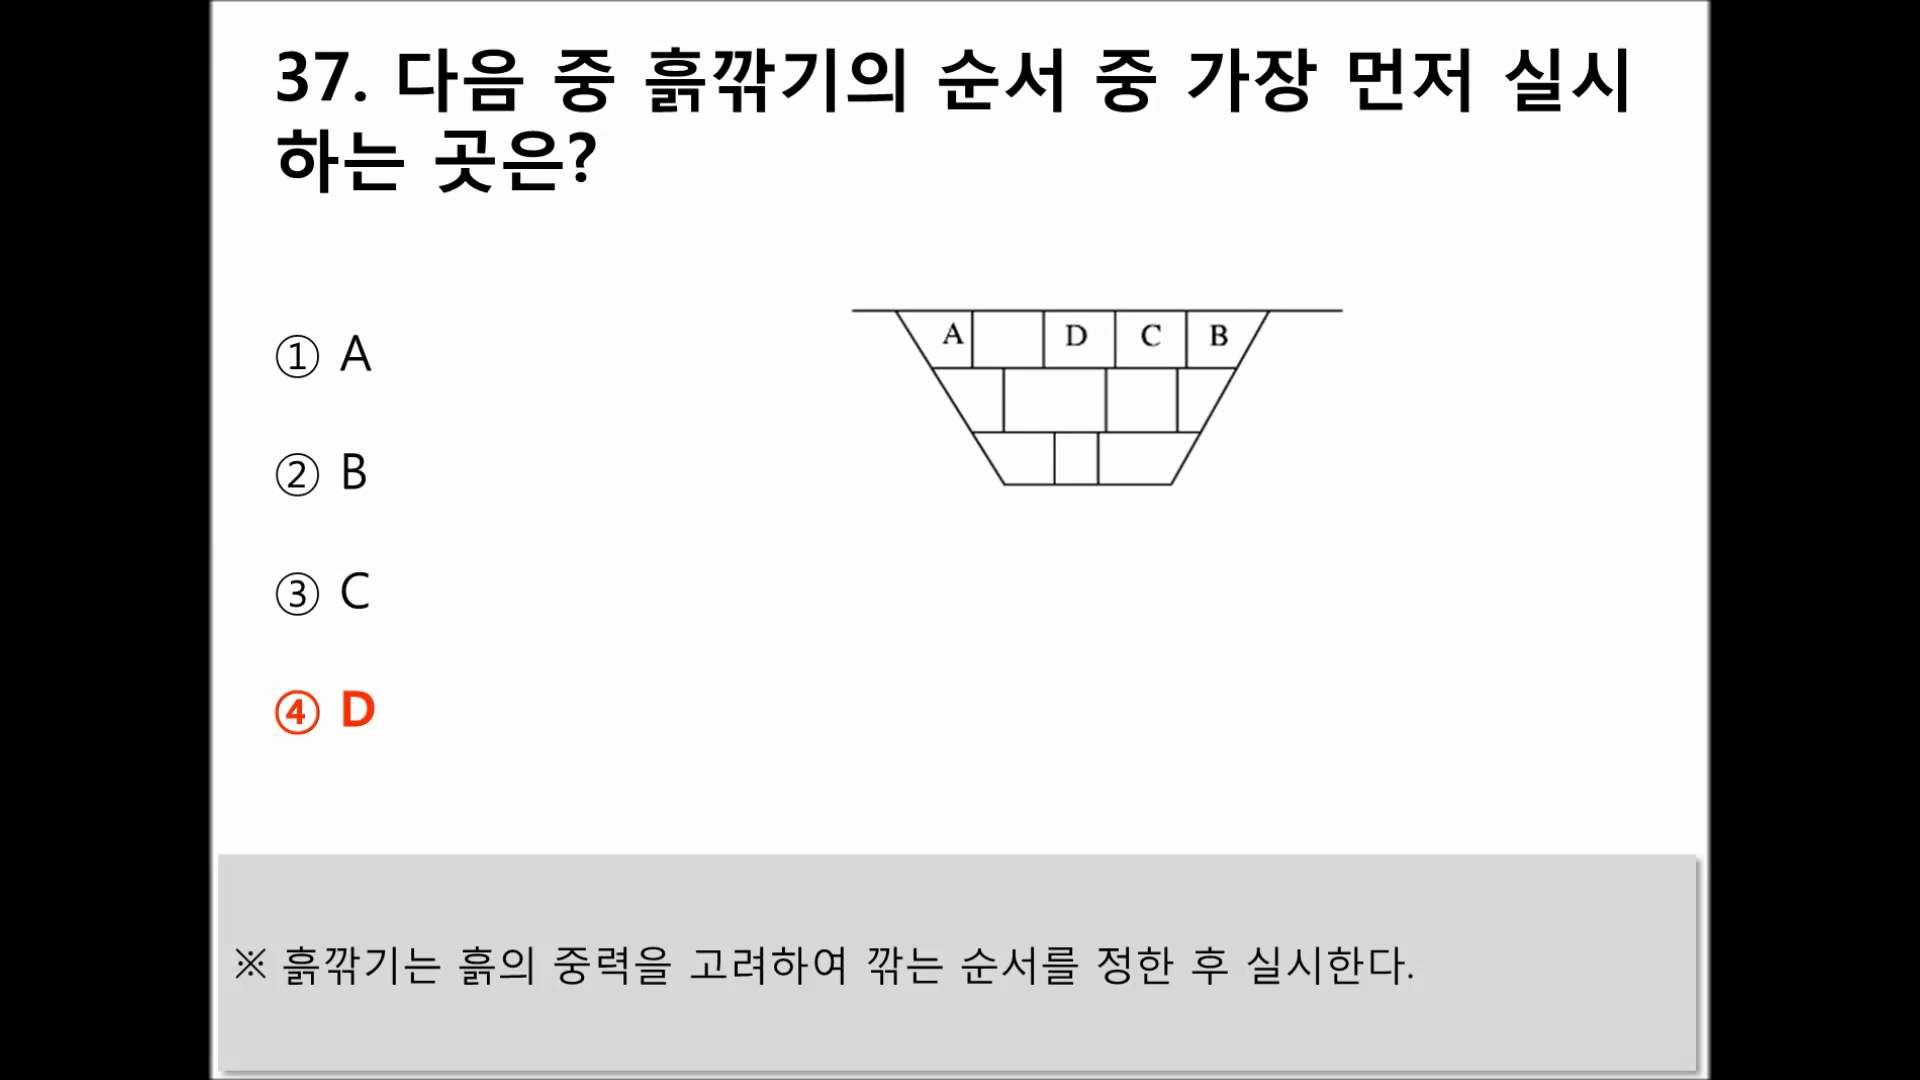 37. 다음 중 흙깎기의 순서 중 가장 먼저 실시
하는 곳은?
A D C B
① A
② B
③ C
④ D
※ 흙깎기는 흙의 중력을 고려하여 깎는 순서를 정한 후 실시한다.